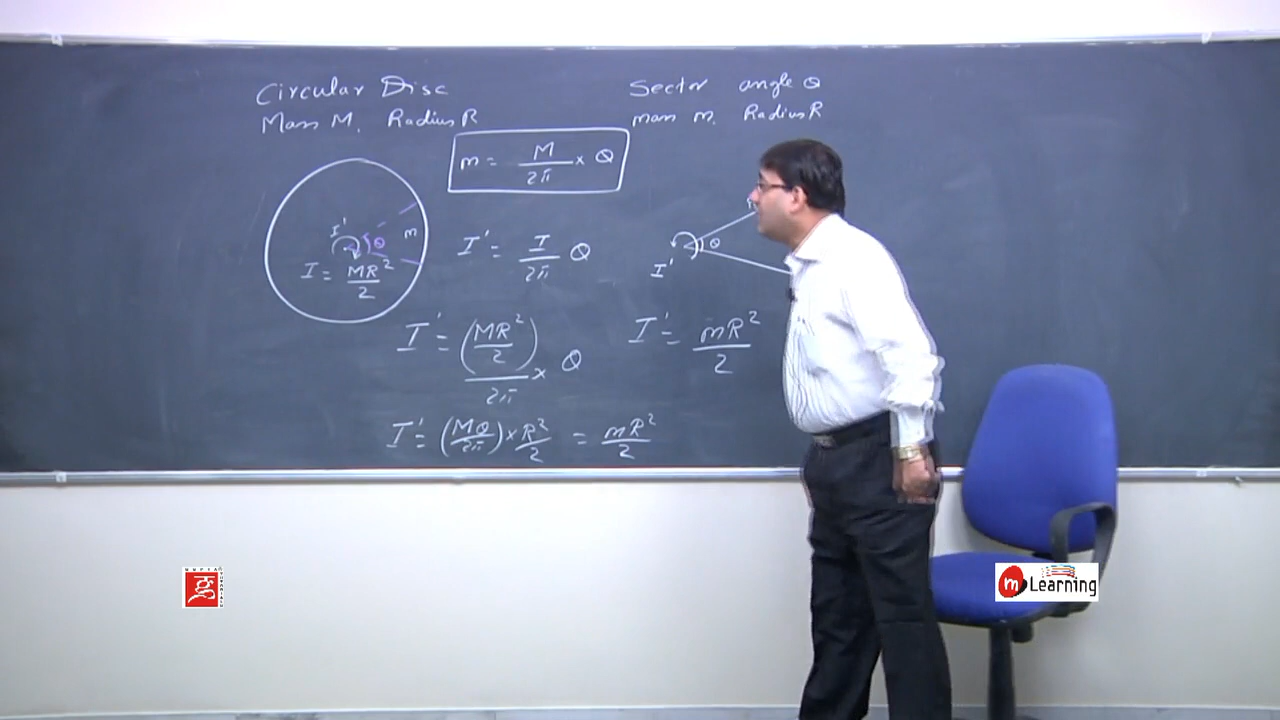 Circular Disc
Mass M, Radius R
m = M/2π × θ
I'
θ
m
I = MR²/2
I' = I/2π θ
I' = (MR²/2)/2π × θ
I' = (Mθ/2π) × R²/2 = mR²/2
Sector angle θ
mass m, Radius R
θ
I'
I' = mR²/2
m Learning